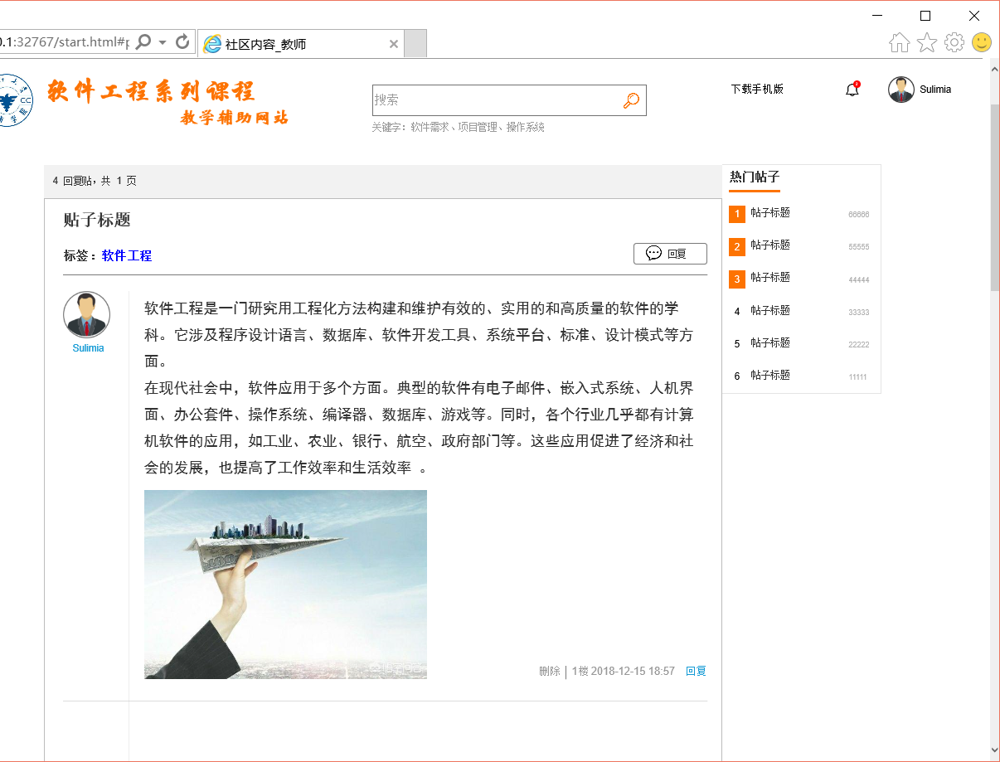 0.1:32767/start.html#p
社区内容_教师
软件工程系列课程
教学辅助网站
搜索
关键字：软件需求、项目管理、操作系统
下载手机版
Sulimia
4 回复贴，共 1 页
贴子标题
标签：软件工程
回复
Sulimia
软件工程是一门研究用工程化方法构建和维护有效的、实用的和高质量的软件的学
科。它涉及程序设计语言、数据库、软件开发工具、系统平台、标准、设计模式等方
面。
在现代社会中，软件应用于多个方面。典型的软件有电子邮件、嵌入式系统、人机界
面、办公套件、操作系统、编译器、数据库、游戏等。同时，各个行业几乎都有计算
机软件的应用，如工业、农业、银行、航空、政府部门等。这些应用促进了经济和社
会的发展，也提高了工作效率和生活效率 。
删除 | 1楼 2018-12-15 18:57 回复
热门帖子
1 帖子标题 66666
2 帖子标题 55555
3 帖子标题 44444
4 帖子标题 33333
5 帖子标题 22222
6 帖子标题 11111